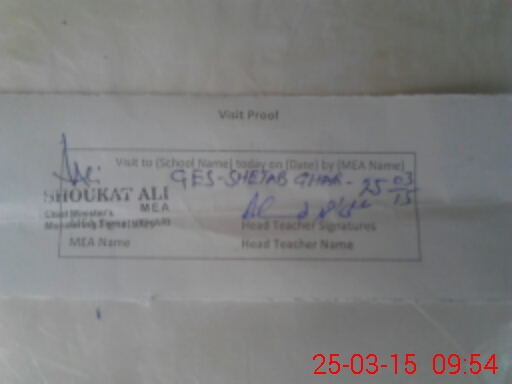 Visit Proof
Visit to (School Name) today on (Date) by (MEA Name)
GES-SHETAB GHAR- 25 03
15
SHOUKAT ALI
MEA
Chief Minister's
Head Teacher Signatures
MEA Name
Head Teacher Name
25-03-15 09:54